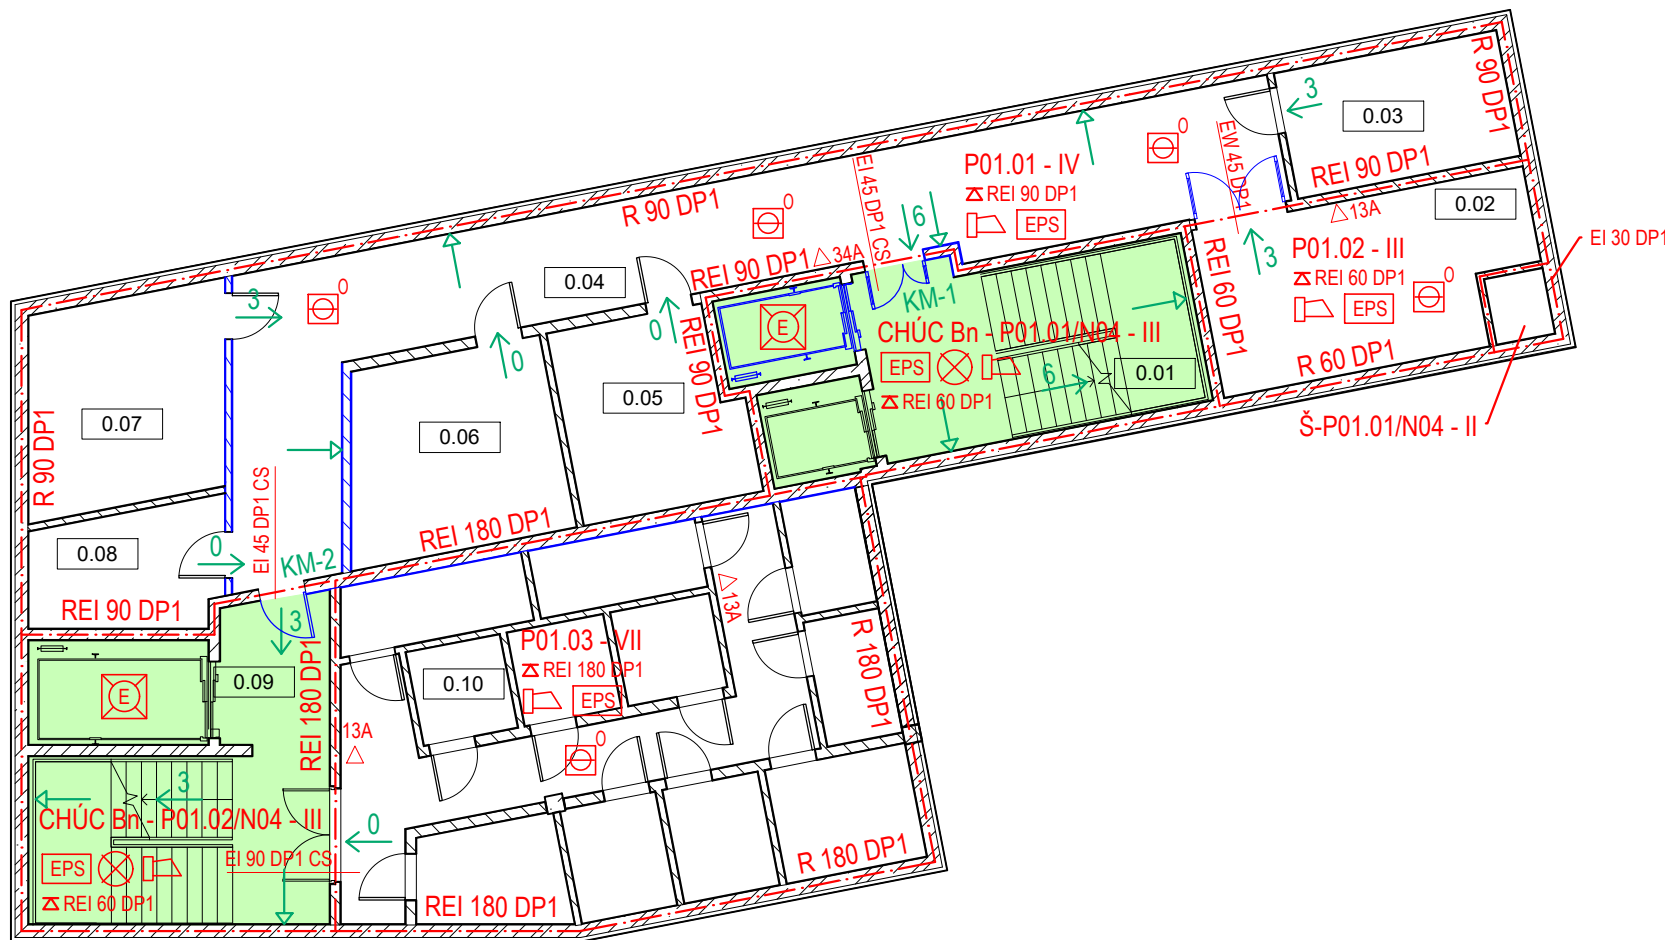 R 90 DP1
3
0.03
O
EW 45 DP1
P01.01 - IV
REI 90 DP1
EPS
EI 45 DP1 CS
REI 90 DP1
R 90 DP1
O
6
13A
0.02
P01.02 - III
REI 60 DP1
EPS
O
EI 30 DP1
3
REI 90 DP1
34A
0.04
KM-1
REI 60 DP1
E
CHÚC Bn - P01.01/N04 - III
EPS
REI 60 DP1
6
0.01
R 60 DP1
Š-P01.01/N04 - II
3
O
0
0
REI 90 DP1
0.05
0.06
0.07
R 90 DP1
EI 45 DP1 CS
REI 180 DP1
0.08
0
KM-2
REI 90 DP1
3
13A
P01.03 - VII
REI 180 DP1
EPS
R 180 DP1
0.09
0.10
E
REI 180 DP1
13A
O
3
CHÚC Bn - P01.02/N04 - III
0
EPS
EI 90 DP1 CS
REI 60 DP1
R 180 DP1
REI 180 DP1